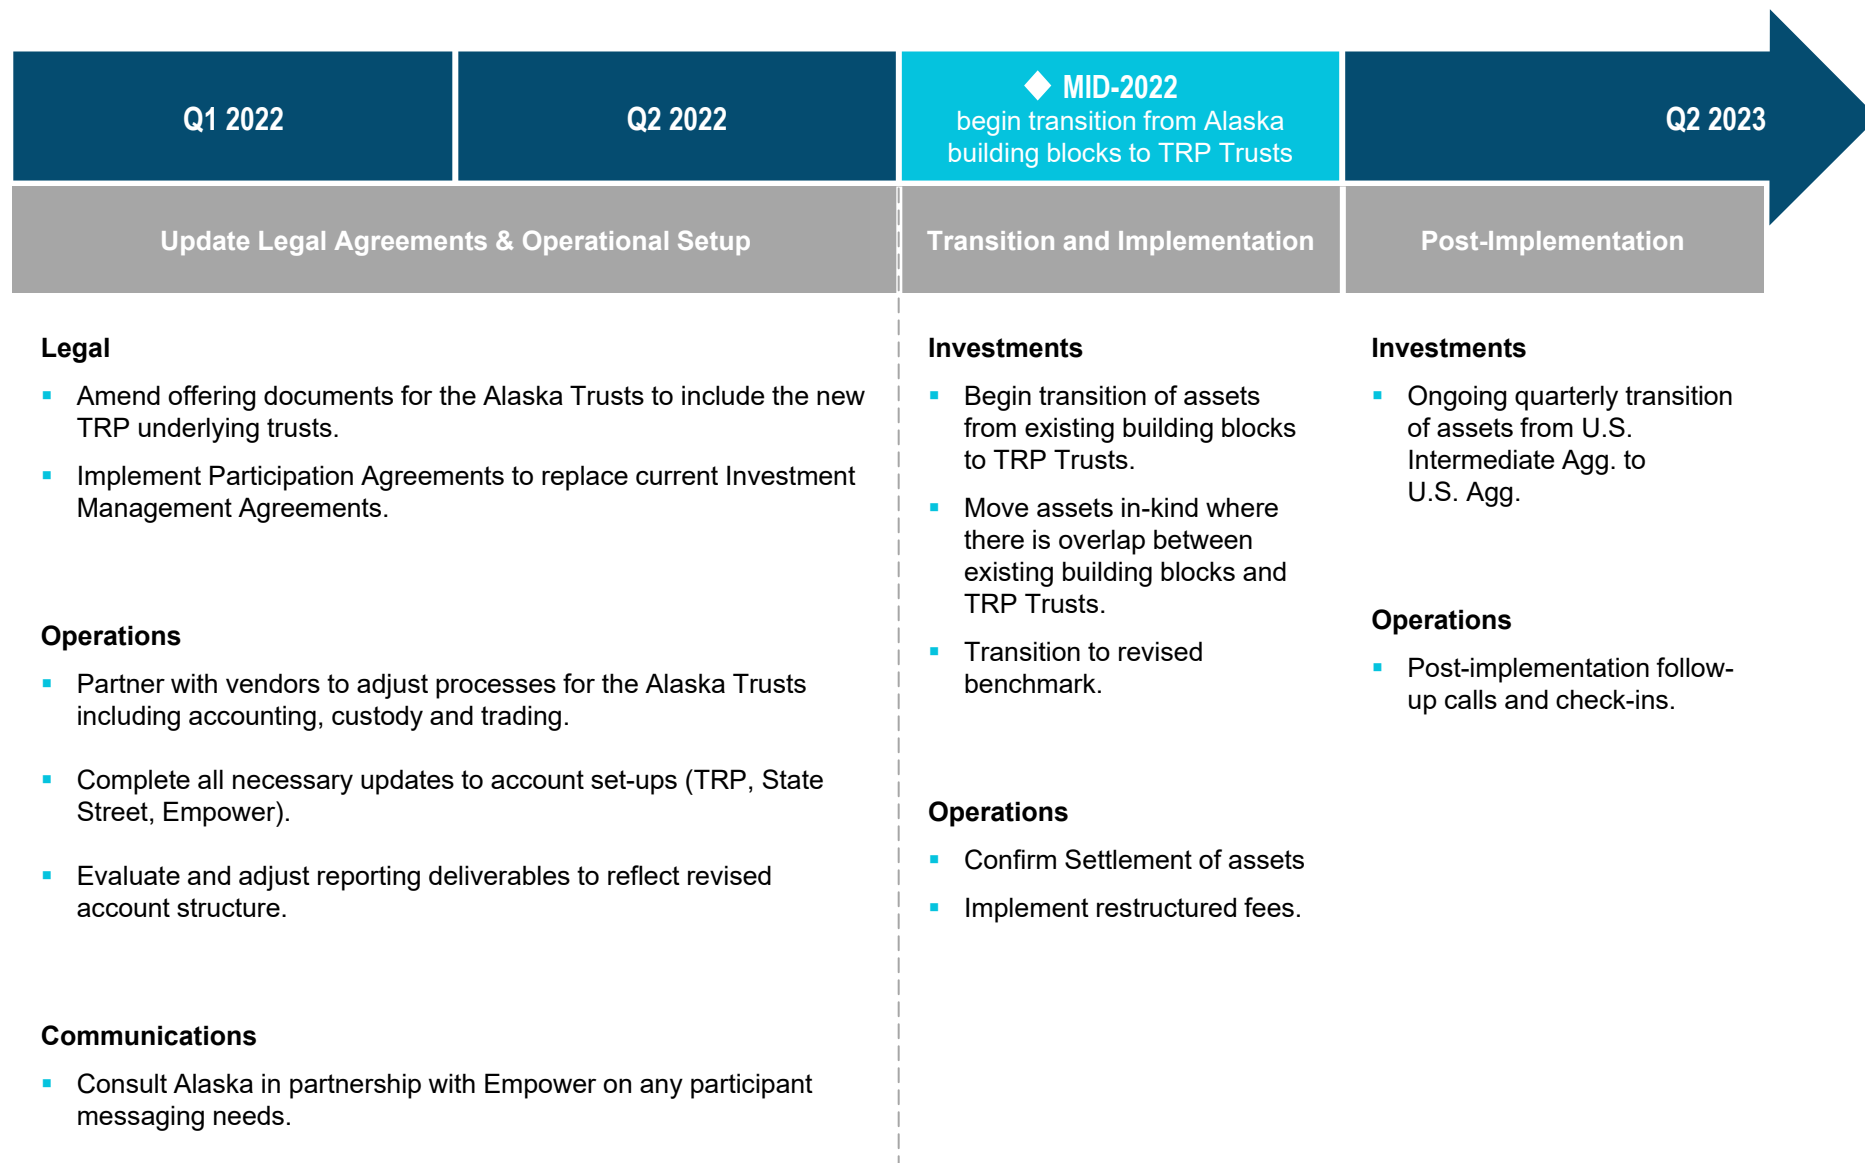 Q1 2022
Q2 2022
MID-2022
begin transition from Alaska
building blocks to TRP Trusts
Q2 2023
Update Legal Agreements & Operational Setup
Transition and Implementation
Post-Implementation
Legal
Amend offering documents for the Alaska Trusts to include the new
TRP underlying trusts.
Implement Participation Agreements to replace current Investment
Management Agreements.
Operations
Partner with vendors to adjust processes for the Alaska Trusts
including accounting, custody and trading.
Complete all necessary updates to account set-ups (TRP, State
Street, Empower).
Evaluate and adjust reporting deliverables to reflect revised
account structure.
Communications
Consult Alaska in partnership with Empower on any participant
messaging needs.
Investments
Begin transition of assets
from existing building blocks
to TRP Trusts.
Move assets in-kind where
there is overlap between
existing building blocks and
TRP Trusts.
Transition to revised
benchmark.
Operations
Confirm Settlement of assets
Implement restructured fees.
Investments
Ongoing quarterly transition
of assets from U.S.
Intermediate Agg. to
U.S. Agg.
Operations
Post-implementation follow-
up calls and check-ins.